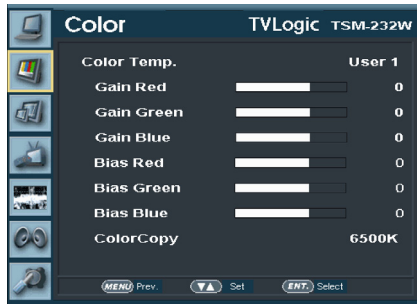 Color TVLogic TSM-232W
Color Temp. User 1
Gain Red 0
Gain Green 0
Gain Blue 0
Bias Red 0
Bias Green 0
Bias Blue 0
ColorCopy 6500K
MENU Prev. ▼▲ Set ENT. Select